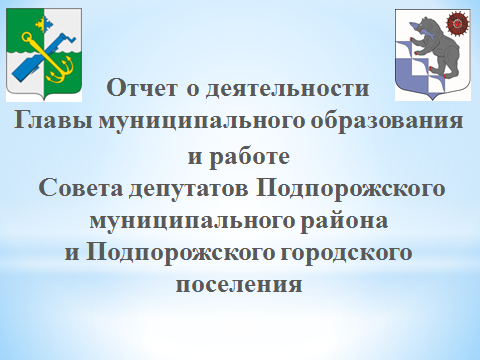 Отчет о деятельности
Главы муниципального образования
и работе
Совета депутатов Подпорожского
муниципального района
и Подпорожского городского
поселения